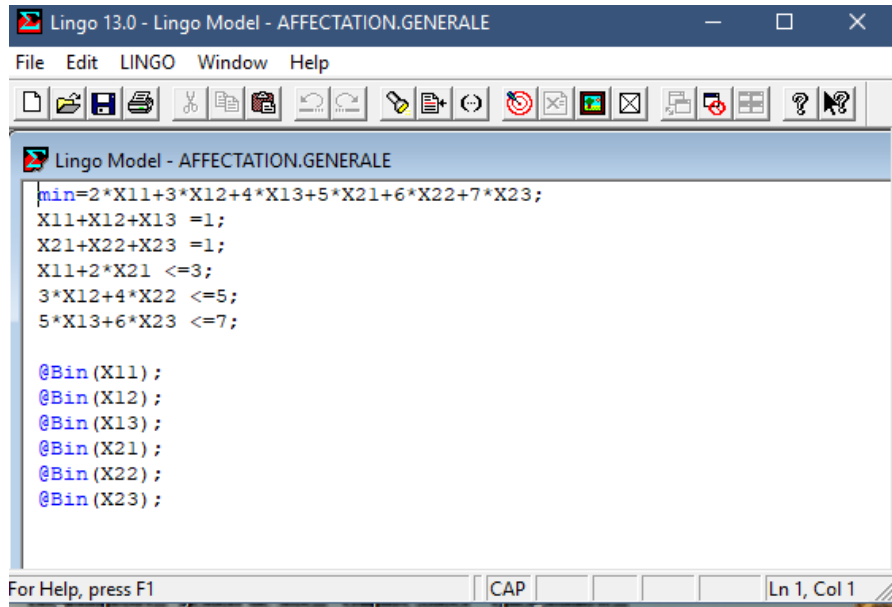 Lingo 13.0 - Lingo Model - AFFECTATION.GENERALE
File Edit LINGO Window Help
Lingo Model - AFFECTATION.GENERALE
min=2*X11+3*X12+4*X13+5*X21+6*X22+7*X23;
X11+X12+X13 =1;
X21+X22+X23 =1;
X11+2*X21 <=3;
3*X12+4*X22 <=5;
5*X13+6*X23 <=7;
@Bin(X11);
@Bin(X12);
@Bin(X13);
@Bin(X21);
@Bin(X22);
@Bin(X23);
For Help, press F1 CAP Ln 1, Col 1